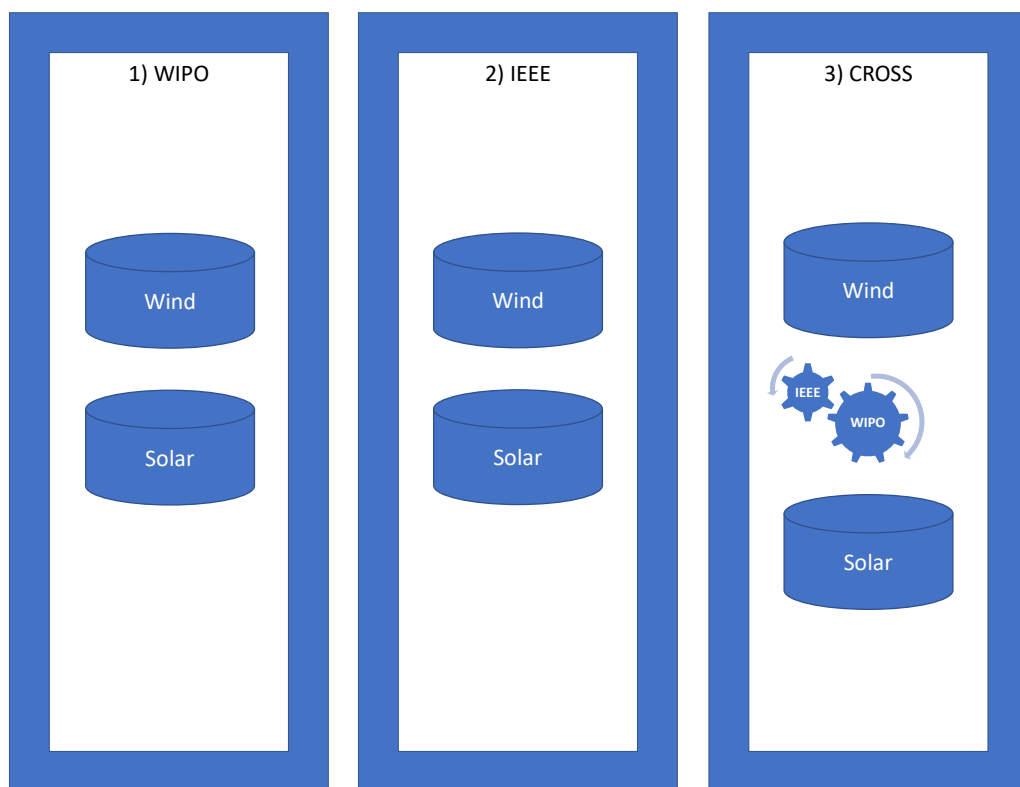 1) WIPO
Wind
Solar
2) IEEE
Wind
Solar
3) CROSS
Wind
IEEE
WIPO
Solar